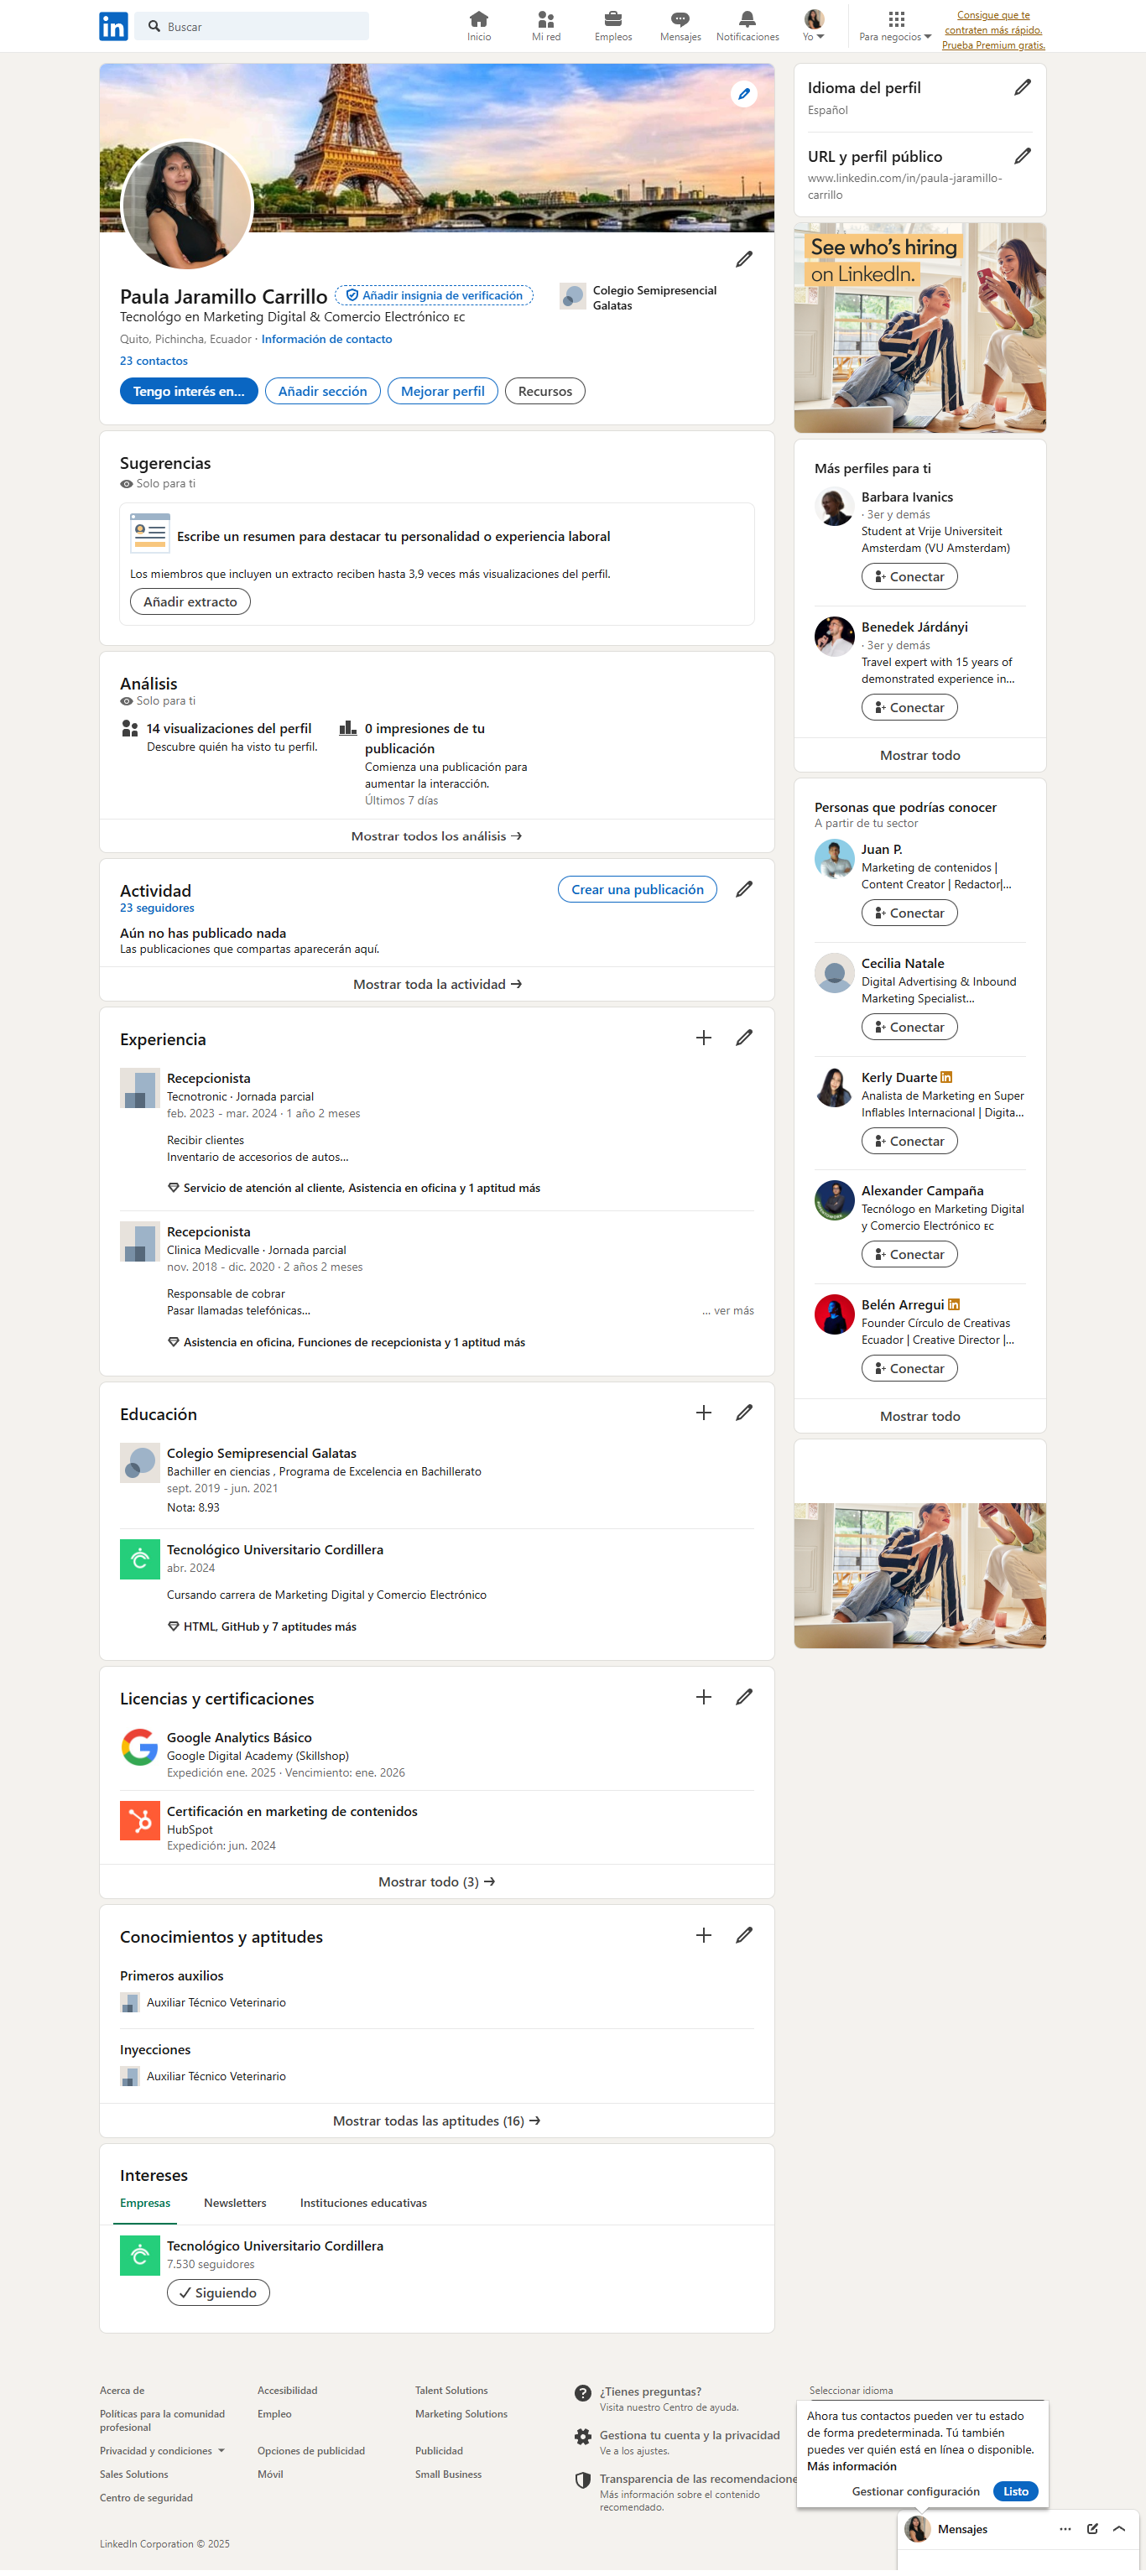 in
Buscar
Inicio
Mi red
Empleos
Mensajes
Notificaciones
Yo
Para negocios
Consigue que te
contraten más rápido.
Prueba Premium gratis.
Paula Jaramillo Carrillo
Añadir insignia de verificación
Tecnológo en Marketing Digital & Comercio Electrónico EC
Quito, Pichincha, Ecuador · Información de contacto
23 contactos
Tengo interés en...
Añadir sección
Mejorar perfil
Recursos
Colegio Semipresencial
Galatas
Sugerencias
Solo para ti
Escribe un resumen para destacar tu personalidad o experiencia laboral
Los miembros que incluyen un extracto reciben hasta 3,9 veces más visualizaciones del perfil.
Añadir extracto
Análisis
Solo para ti
14 visualizaciones del perfil
Descubre quién ha visto tu perfil.
0 impresiones de tu
publicación
Comienza una publicación para
aumentar la interacción.
Últimos 7 días
Mostrar todos los análisis →
Actividad
23 seguidores
Crear una publicación
Aún no has publicado nada
Las publicaciones que compartas aparecerán aquí.
Mostrar toda la actividad →
Experiencia
Recepcionista
Tecnotronic · Jornada parcial
feb. 2023 - mar. 2024 · 1 año 2 meses
Recibir clientes
Inventario de accesorios de autos...
Servicio de atención al cliente, Asistencia en oficina y 1 aptitud más
Recepcionista
Clinica Medicvalle · Jornada parcial
nov. 2018 - dic. 2020 · 2 años 2 meses
Responsable de cobrar
Pasar llamadas telefónicas...
... ver más
Asistencia en oficina, Funciones de recepcionista y 1 aptitud más
Educación
Colegio Semipresencial Galatas
Bachiller en ciencias , Programa de Excelencia en Bachillerato
sept. 2019 - jun. 2021
Nota: 8.93
Tecnológico Universitario Cordillera
abr. 2024
Cursando carrera de Marketing Digital y Comercio Electrónico
HTML, GitHub y 7 aptitudes más
Licencias y certificaciones
Google Analytics Básico
Google Digital Academy (Skillshop)
Expedición ene. 2025 · Vencimiento: ene. 2026
Certificación en marketing de contenidos
HubSpot
Expedición: jun. 2024
Mostrar todo (3) →
Conocimientos y aptitudes
Primeros auxilios
Auxiliar Técnico Veterinario
Inyecciones
Auxiliar Técnico Veterinario
Mostrar todas las aptitudes (16) →
Intereses
Empresas
Newsletters
Instituciones educativas
Tecnológico Universitario Cordillera
7.530 seguidores
Siguiendo
Idioma del perfil
Español
URL y perfil público
www.linkedin.com/in/paula-jaramillo-
carrillo
See who's hiring
on LinkedIn.
Más perfiles para ti
Barbara Ivanics
· 3er y demás
Student at Vrije Universiteit
Amsterdam (VU Amsterdam)
Conectar
Benedek Járdányi
· 3er y demás
Travel expert with 15 years of
demonstrated experience in...
Conectar
Mostrar todo
Personas que podrías conocer
A partir de tu sector
Juan P.
Marketing de contenidos |
Content Creator | Redactor|...
Conectar
Cecilia Natale
Digital Advertising & Inbound
Marketing Specialist...
Conectar
Kerly Duarte in
Analista de Marketing en Super
Inflables Internacional | Digita...
Conectar
Alexander Campaña
Tecnólogo en Marketing Digital
y Comercio Electrónico EC
Conectar
Belén Arregui in
Founder Círculo de Creativas
Ecuador | Creative Director |...
Conectar
Mostrar todo
Acerca de
Accesibilidad
Talent Solutions
Políticas para la comunidad
profesional
Empleo
Marketing Solutions
Privacidad y condiciones
Opciones de publicidad
Publicidad
Sales Solutions
Móvil
Small Business
Centro de seguridad
¿Tienes preguntas?
Visita nuestro Centro de ayuda.
Gestiona tu cuenta y la privacidad
Ve a los ajustes.
Transparencia de las recomendacione
Más información sobre el contenido
recomendado.
Seleccionar idioma
Ahora tus contactos pueden ver tu estado
de forma predeterminada. Tú también
puedes ver quién está en línea o disponible.
Más información
Gestionar configuración
Listo
LinkedIn Corporation © 2025
Mensajes